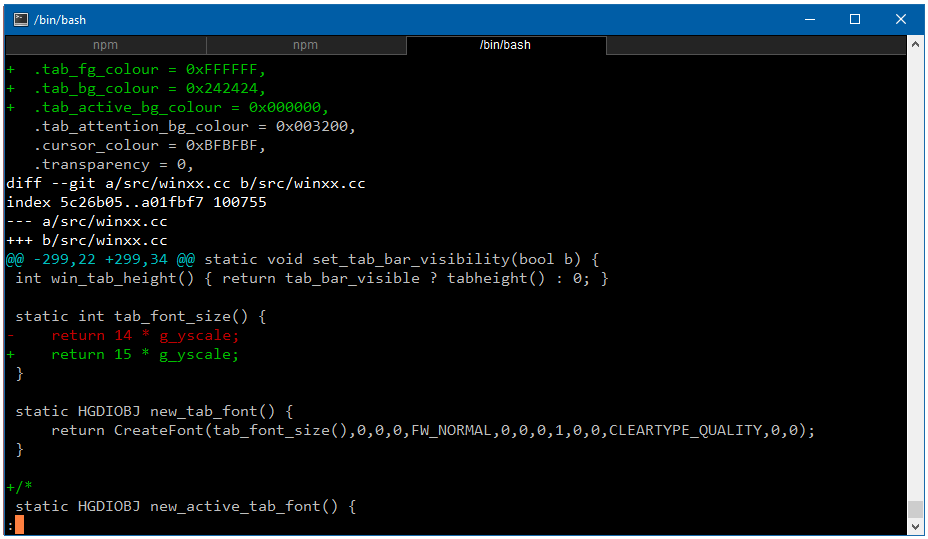 /bin/bash
npm npm /bin/bash
+  .tab_fg_colour = 0xFFFFFF,
+  .tab_bg_colour = 0x242424,
+  .tab_active_bg_colour = 0x000000,
   .tab_attention_bg_colour = 0x003200,
   .cursor_colour = 0xBFBFBF,
   .transparency = 0,
diff --git a/src/winxx.cc b/src/winxx.cc
index 5c26b05..a01fbf7 100755
--- a/src/winxx.cc
+++ b/src/winxx.cc
@@ -299,22 +299,34 @@ static void set_tab_bar_visibility(bool b) {
 int win_tab_height() { return tab_bar_visible ? tabheight() : 0; }
 static int tab_font_size() {
-    return 14 * g_yscale;
+    return 15 * g_yscale;
 }
 static HGDIOBJ new_tab_font() {
     return CreateFont(tab_font_size(),0,0,0,FW_NORMAL,0,0,0,1,0,0,CLEARTYPE_QUALITY,0,0);
 }
+/*
 static HGDIOBJ new_active_tab_font() {
: